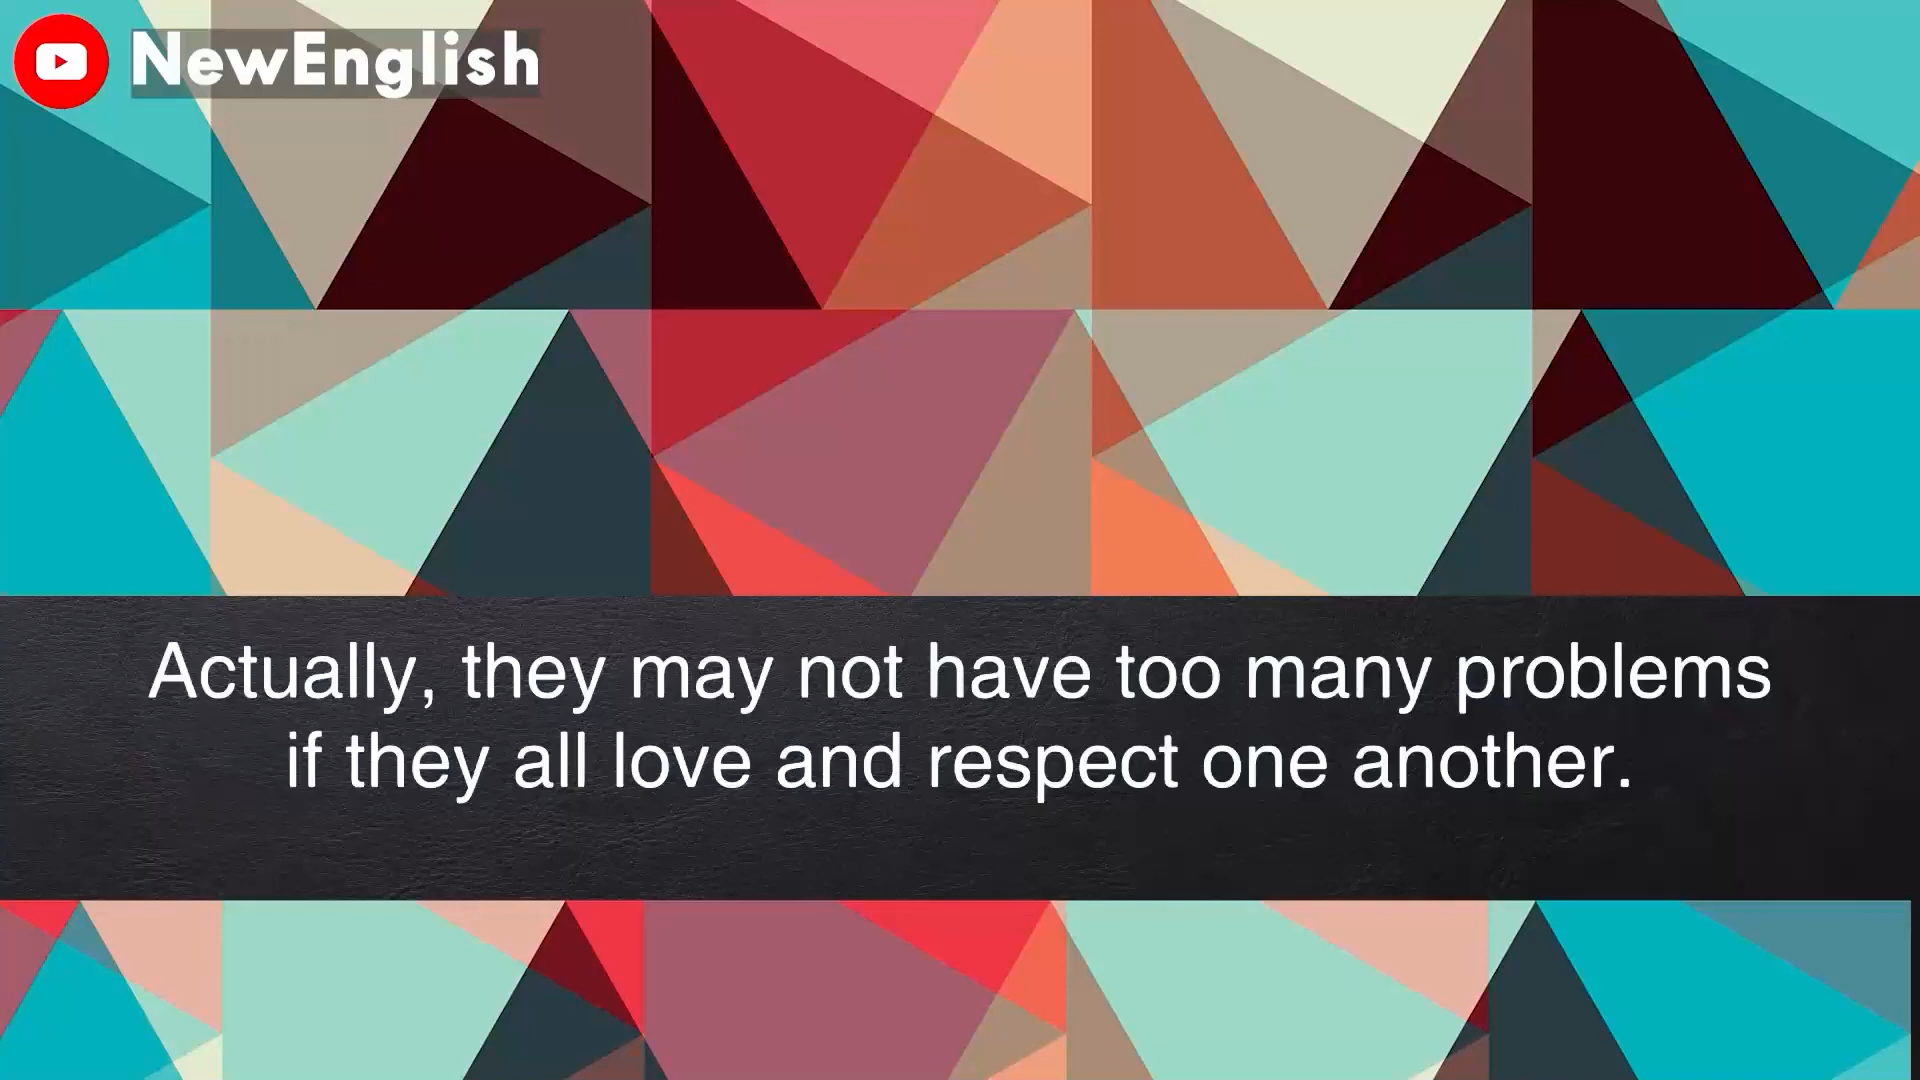 NewEnglish
Actually, they may not have too many problems
if they all love and respect one another.